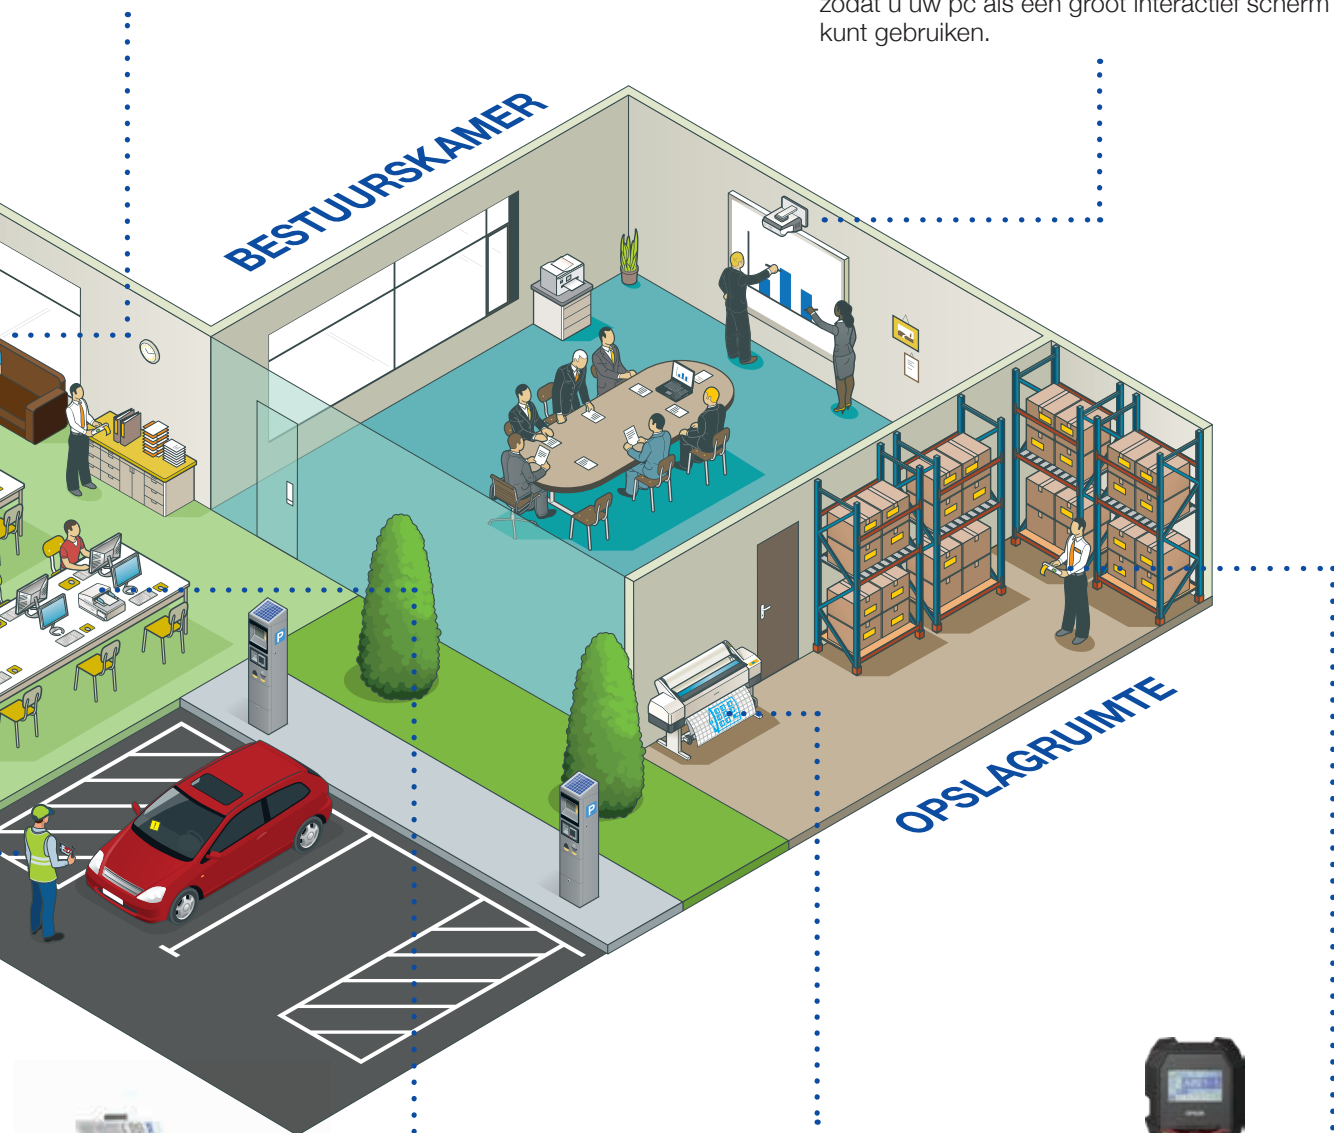 zodat u uw pc als een groot interactief scherm
kunt gebruiken.
BESTUURSKAMER
P
P
OPSLAGRUIMTE